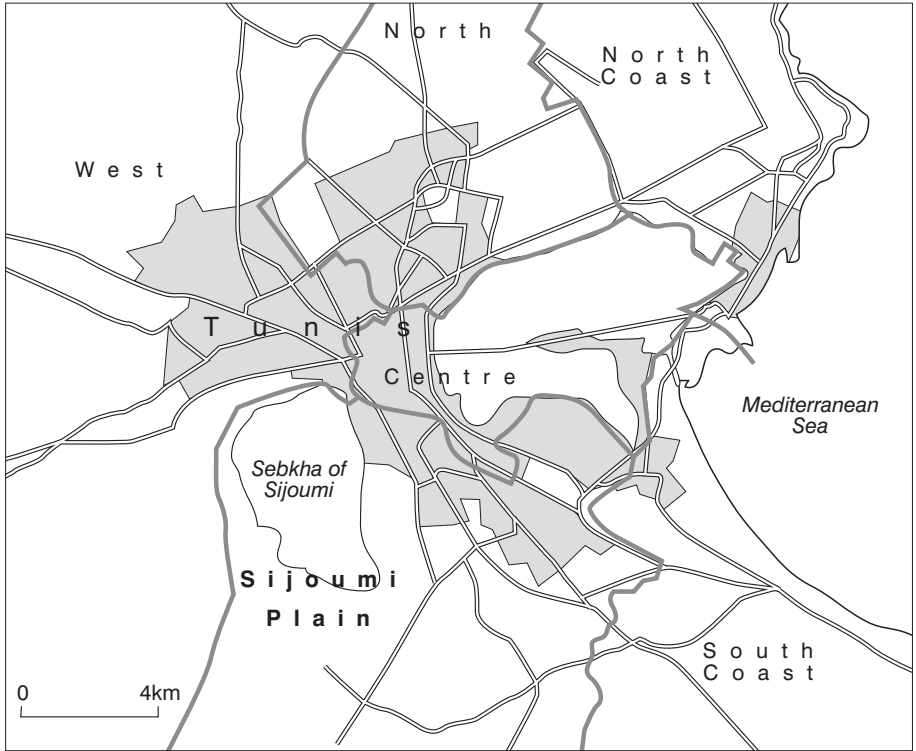 North
North
Coast
West
Tunis
Centre
Mediterranean
Sea
Sebkha of
Sijoumi
Sijoumi
Plain
South
Coast
0 4km